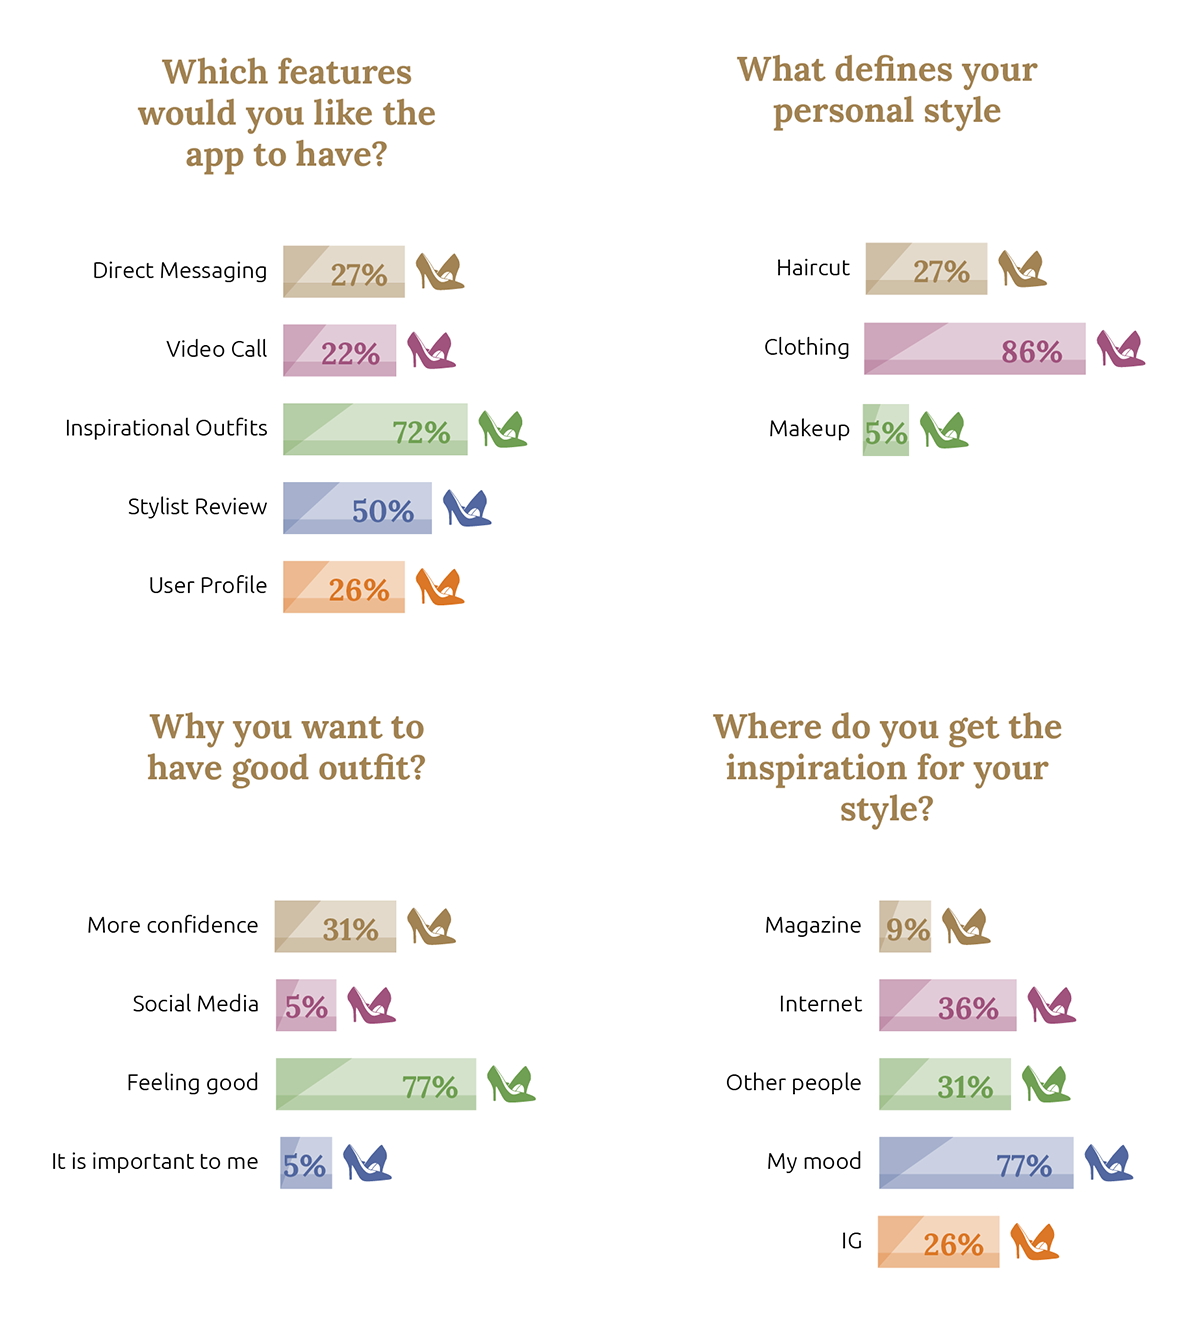 Which features
would you like the
app to have?
Direct Messaging 27%
Video Call 22%
Inspirational Outfits 72%
Stylist Review 50%
User Profile 26%
What defines your
personal style
Haircut 27%
Clothing 86%
Makeup 5%
Why you want to
have good outfit?
More confidence 31%
Social Media 5%
Feeling good 77%
It is important to me 5%
Where do you get the
inspiration for your
style?
Magazine 9%
Internet 36%
Other people 31%
My mood 77%
IG 26%